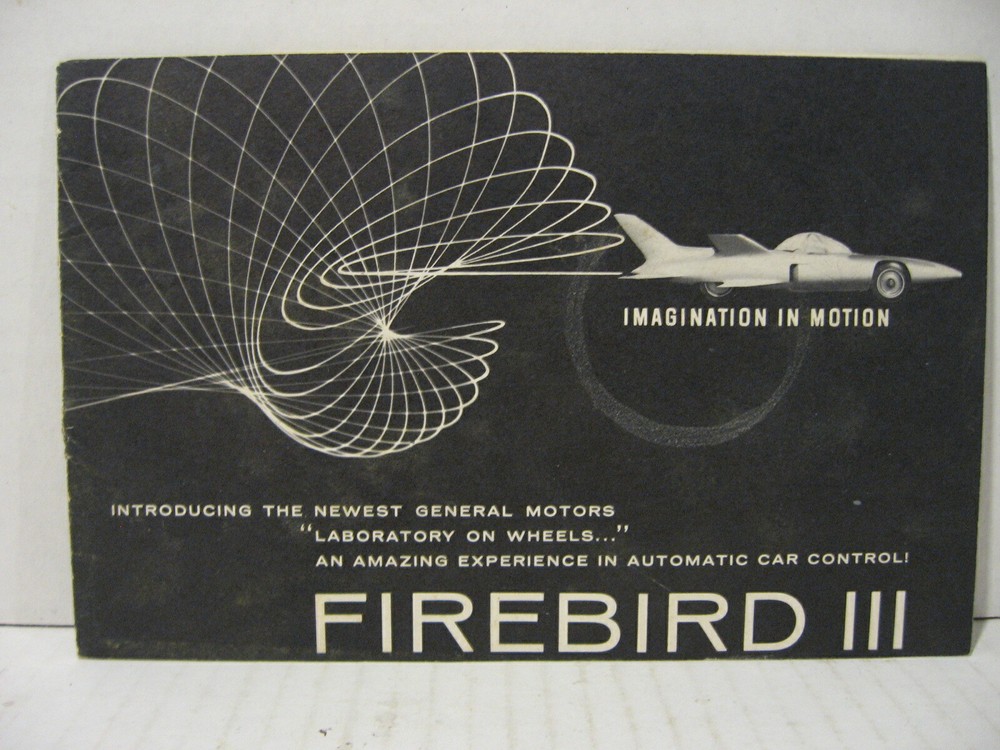 IMAGINATION IN MOTION
INTRODUCING THE NEWEST GENERAL MOTORS
“LABORATORY ON WHEELS...”
AN AMAZING EXPERIENCE IN AUTOMATIC CAR CONTROL!
FIREBIRD III